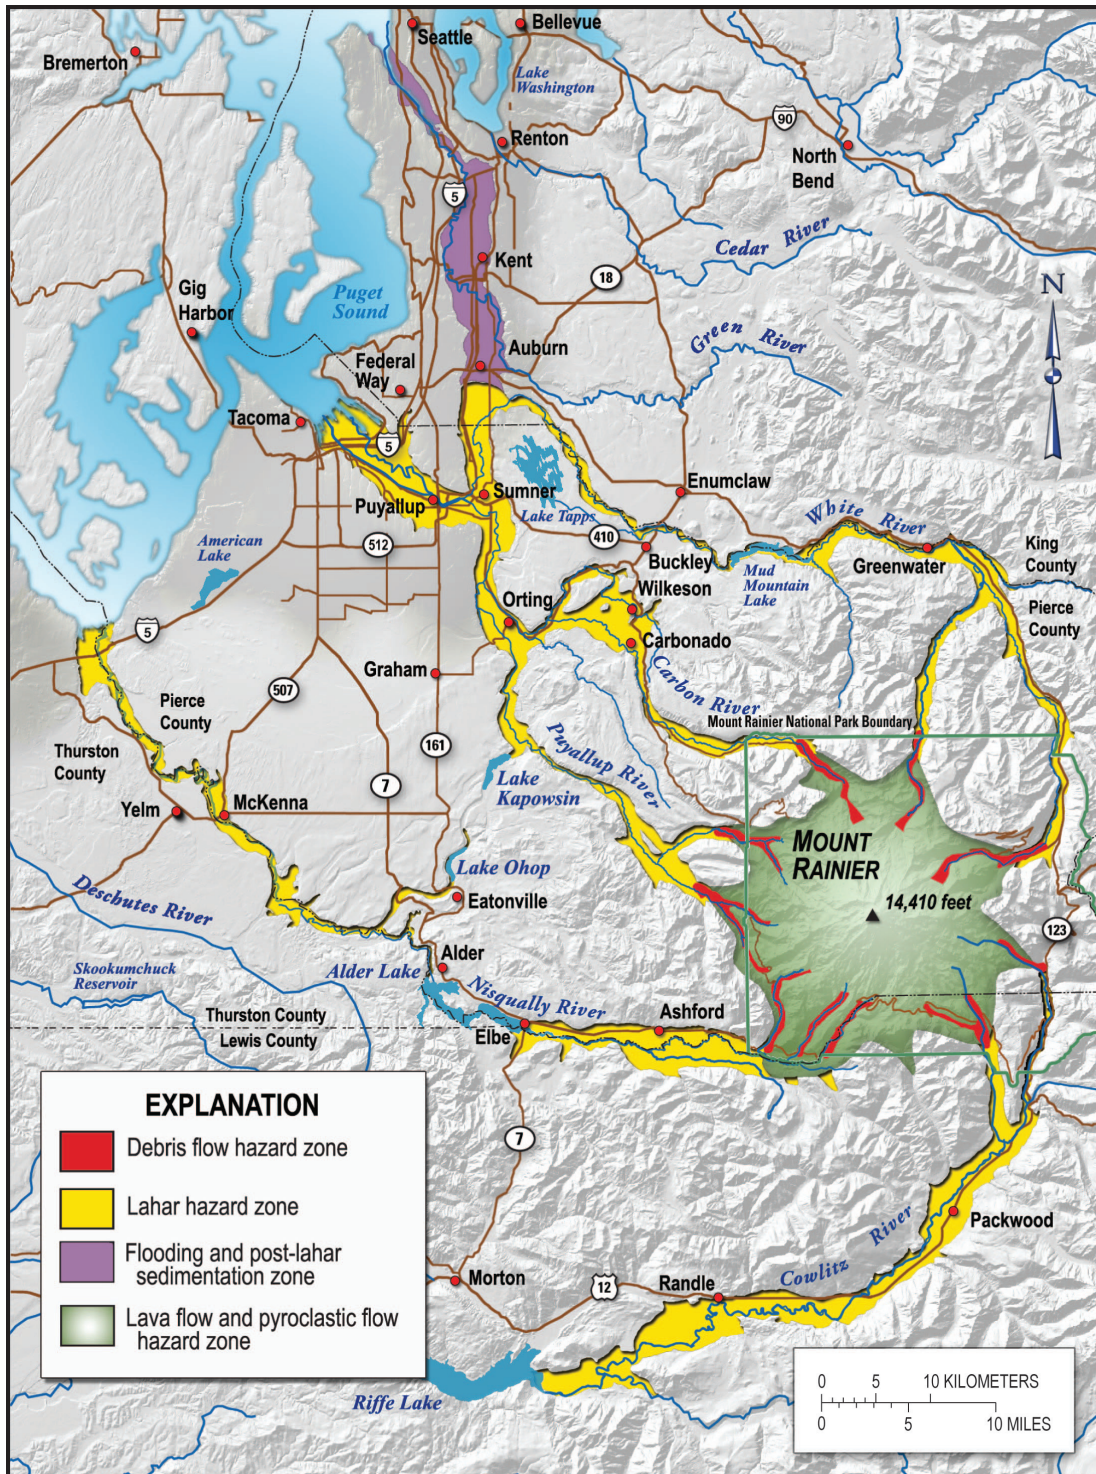 Seattle
Bellevue
Bremerton
Lake
Washington
90
Renton
North
Bend
5
Cedar River
Kent
18
N
Gig
Harbor
Puget
Sound
Green River
Auburn
Federal
Way
Tacoma
5
Enumclaw
Sumner
Puyallup
Lake Tapps
White River
410
512
American
Lake
Buckley
Mud
Mountain
Lake
Greenwater
King
County
Wilkeson
Orting
Pierce
County
5
Carbonado
Graham
Carbon River
507
Pierce
County
Mount Rainier National Park Boundary
Puyallup River
161
Thurston
County
Lake
Kapowsin
7
Yelm
McKenna
MOUNT
RAINIER
Lake Ohop
Deschutes River
Eatonville
14,410 feet
123
Alder
Skookumchuck
Reservoir
Alder Lake
Nisqually River
Thurston County
Lewis County
Ashford
Elbe
EXPLANATION
Debris flow hazard zone
Lahar hazard zone
Flooding and post-lahar
sedimentation zone
Lava flow and pyroclastic flow
hazard zone
7
Packwood
Cowlitz River
Morton
12
Randle
Riffe Lake
0 5 10 KILOMETERS
0 5 10 MILES